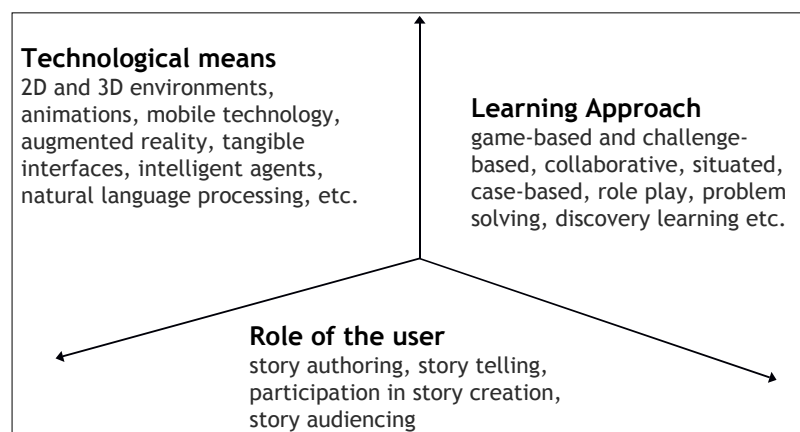 Technological means
2D and 3D environments,
animations, mobile technology,
augmented reality, tangible
interfaces, intelligent agents,
natural language processing, etc.
Learning Approach
game-based and challenge-
based, collaborative, situated,
case-based, role play, problem
solving, discovery learning etc.
Role of the user
story authoring, story telling,
participation in story creation,
story audiencing